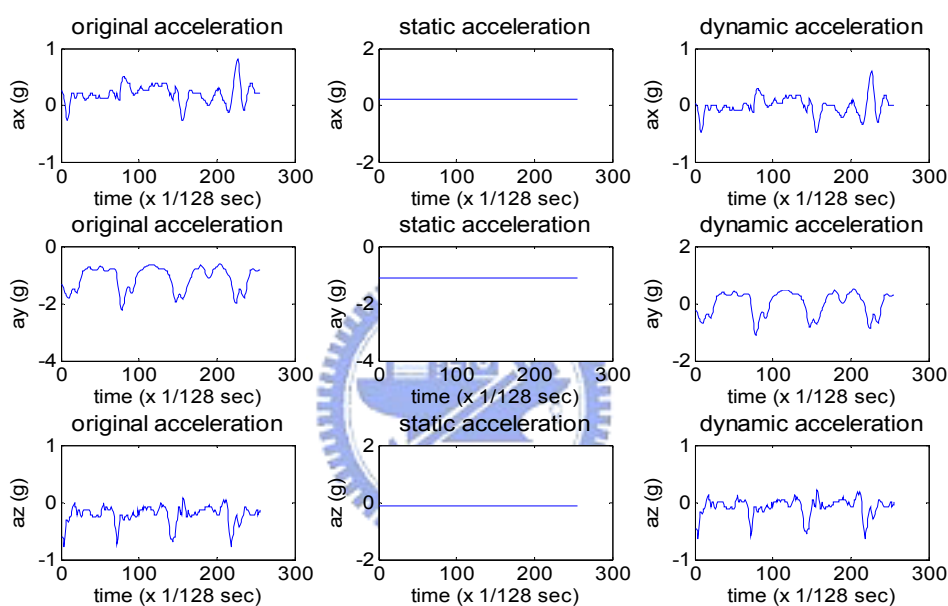 original acceleration
static acceleration
dynamic acceleration
1
0
-1
ax (g)
0
100
200
300
time (x 1/128 sec)
2
0
-2
ax (g)
0
100
200
300
time (x 1/128 sec)
1
0
-1
ax (g)
0
100
200
300
time (x 1/128 sec)
original acceleration
static acceleration
dynamic acceleration
0
-2
-4
ay (g)
0
100
200
300
time (x 1/128 sec)
0
-2
-4
ay (g)
0
100
200
300
time (x 1/128 sec)
2
0
-2
ay (g)
0
100
200
300
time (x 1/128 sec)
original acceleration
static acceleration
dynamic acceleration
1
0
-1
az (g)
0
100
200
300
time (x 1/128 sec)
2
0
-2
az (g)
0
100
200
300
time (x 1/128 sec)
1
0
-1
az (g)
0
100
200
300
time (x 1/128 sec)